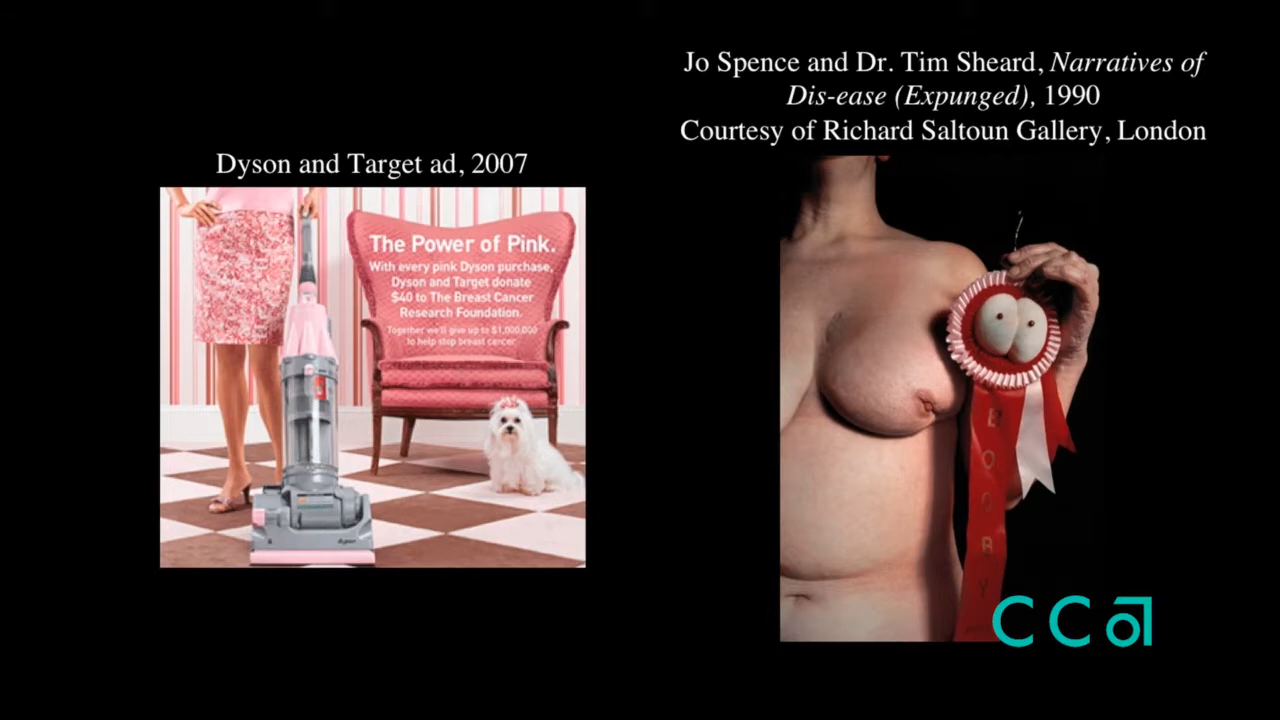 Dyson and Target ad, 2007
The Power of Pink.
With every pink Dyson purchase,
Dyson and Target donate
$40 to The Breast Cancer
Research Foundation.
Together we'll give up to $1,000,000
to help stop breast cancer
dyson
Jo Spence and Dr. Tim Sheard, Narratives of
Dis-ease (Expunged), 1990
Courtesy of Richard Saltoun Gallery, London
B
O
O
B
Y
CCA